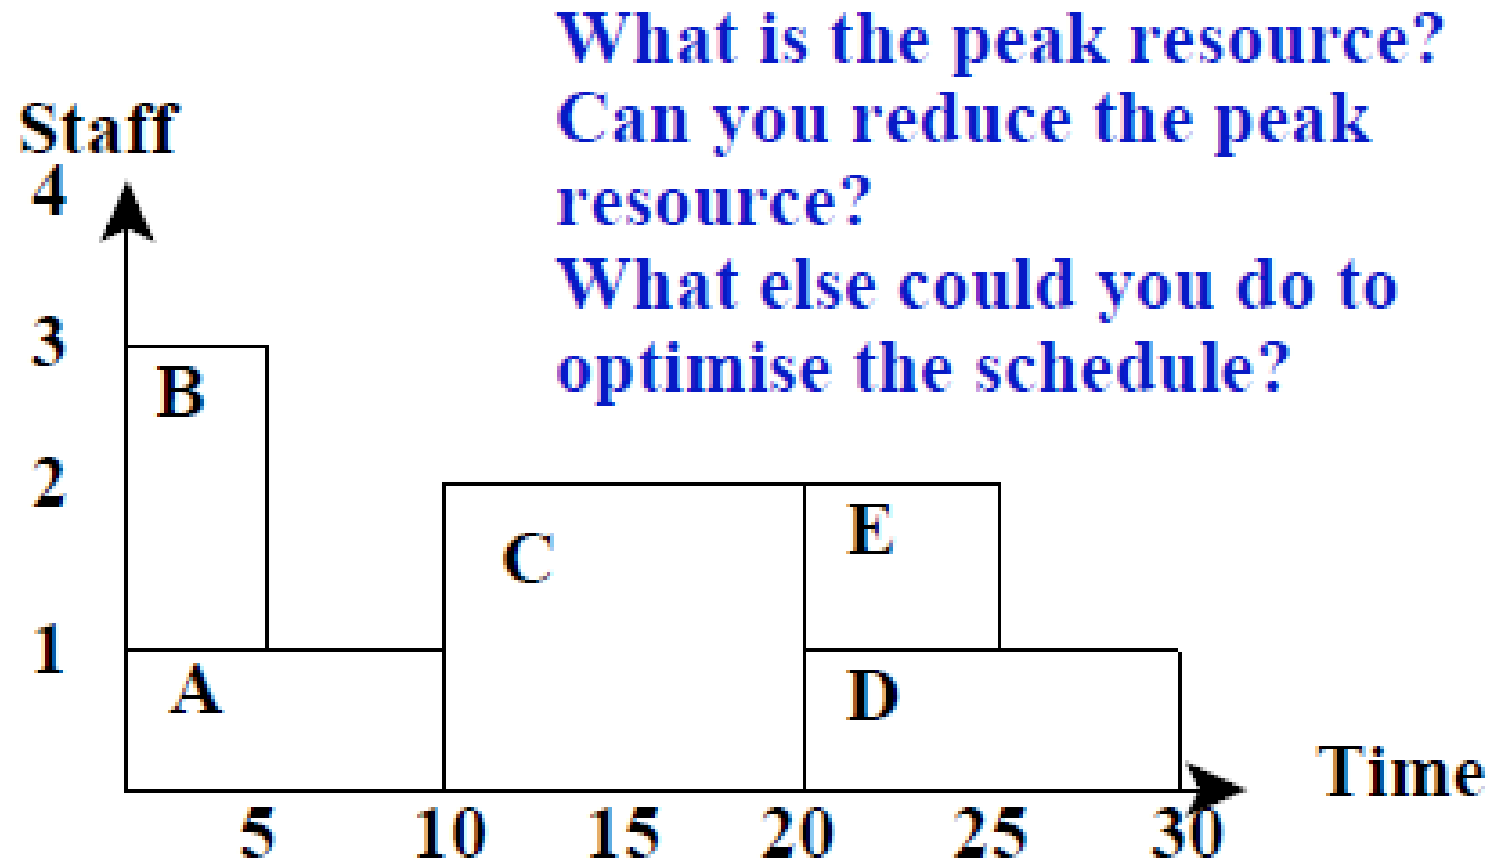 What is the peak resource?
Can you reduce the peak
resource?
What else could you do to
optimise the schedule?
Staff
4
3
2
1
B
A
C
E
D
Time
5 10 15 20 25 30